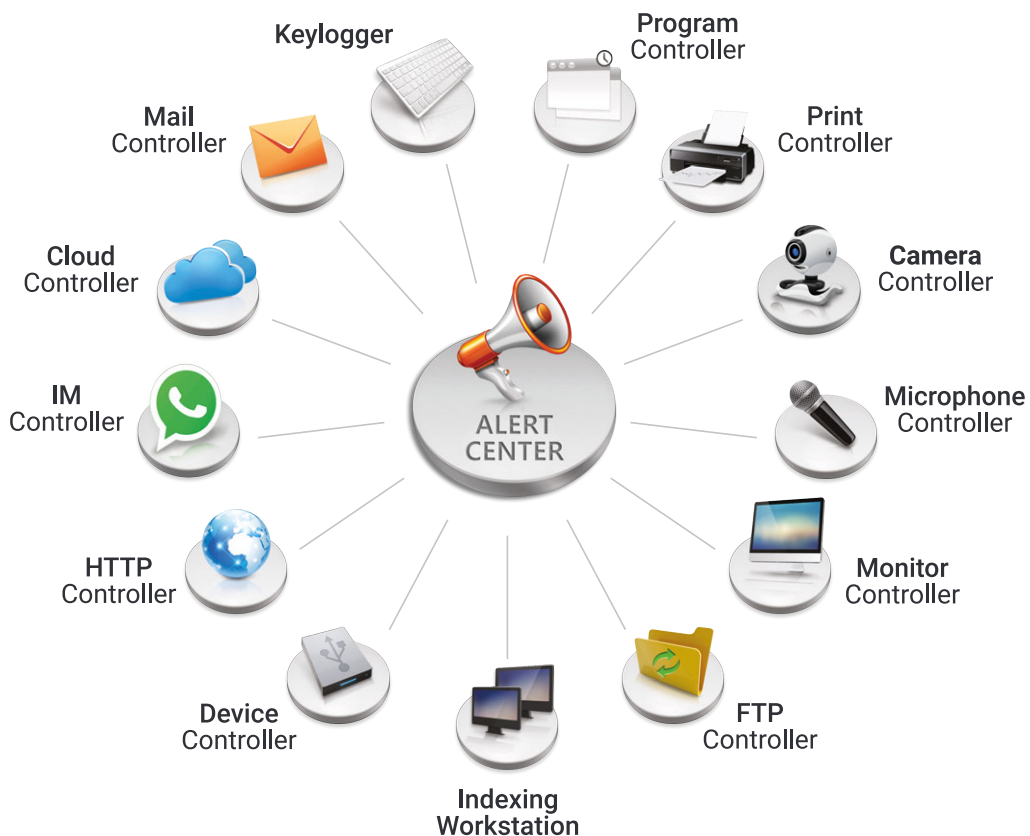 Keylogger
Program
Controller
Mail
Controller
Print
Controller
Cloud
Controller
Camera
Controller
IM
Controller
ALERT
CENTER
Microphone
Controller
HTTP
Controller
Monitor
Controller
Device
Controller
FTP
Controller
Indexing
Workstation